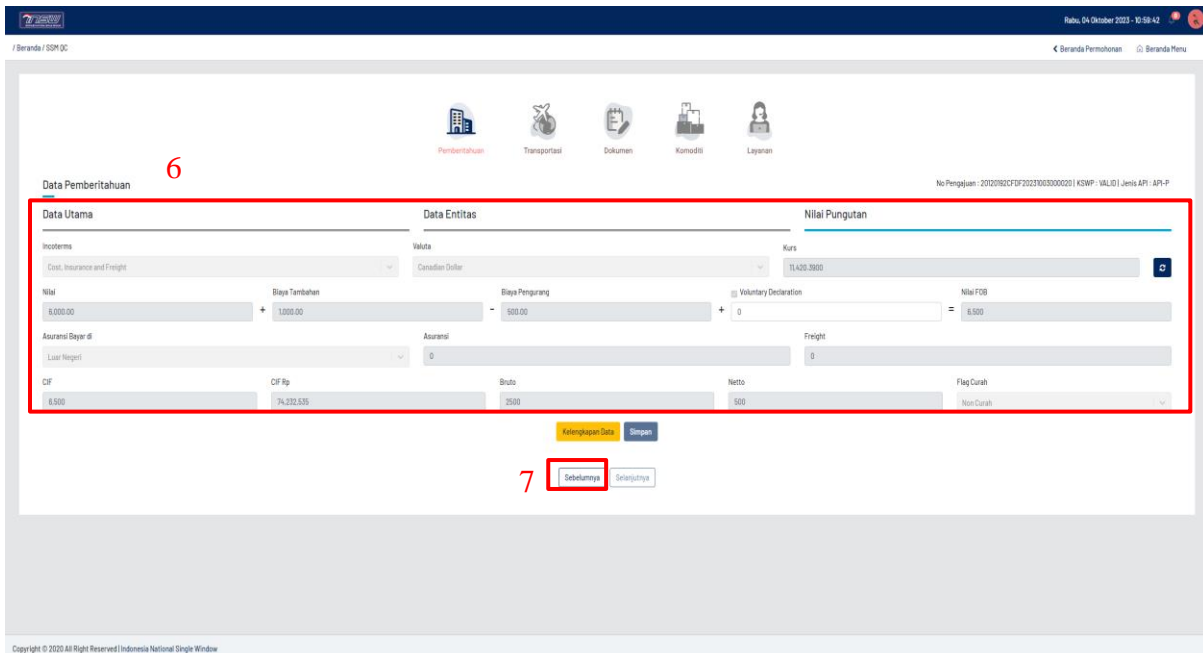 Rabu, 04 Oktober 2023 - 10:59:42
/ Beranda / SSM QC
Beranda Permohonan Beranda Menu
Pemberitahuan Transportasi Dokumen Komoditi Layanan
6
Data Pemberitahuan
No Pengajuan : 20120192CFDF20231003000020 | KSWP : VALID | Jenis API : API-P
Data Utama Data Entitas Nilai Pungutan
Incoterms Valuta Kurs
Cost, Insurance and Freight Canadian Dollar 11.420.3900
Nilai Biaya Tambahan Biaya Pengurang Voluntary Declaration Nilai FOB
6,000.00 + 1,000.00 - 500.00 + 0 = 6.500
Asuransi Bayar di Asuransi Freight
Luar Negeri 0 0
CIF CIF Rp Bruto Netto Flag Curah
6.500 74.232.535 2500 500 Non Curah
Kelengkapan Data Simpan
7 Sebelumnya Selanjutnya
Copyright © 2020 All Right Reserved | Indonesia National Single Window